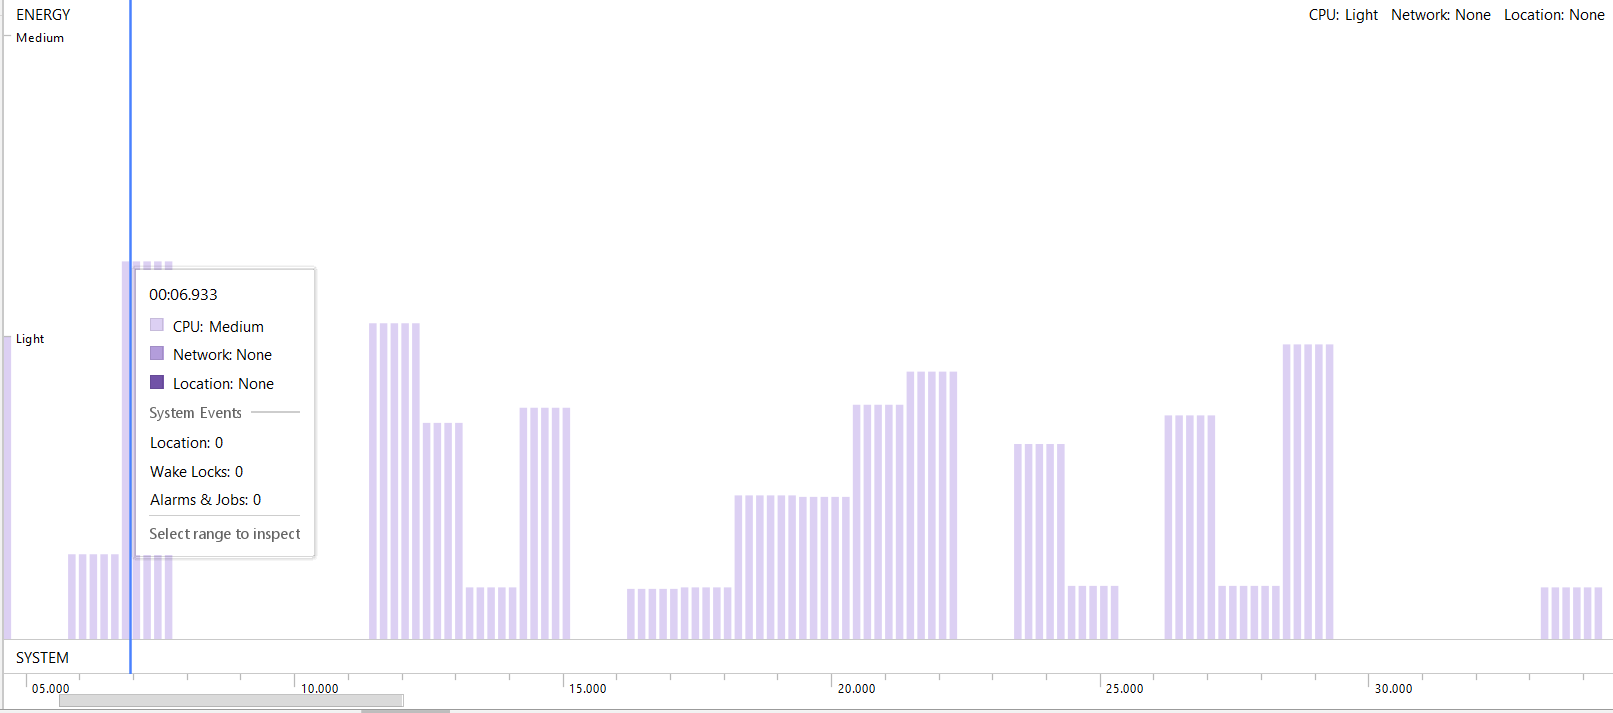 ENERGY
CPU: Light Network: None Location: None
Medium
00:06.933
CPU: Medium
Light
Network: None
Location: None
System Events
Location: 0
Wake Locks: 0
Alarms & Jobs: 0
Select range to inspect
SYSTEM
05.000 10.000 15.000 20.000 25.000 30.000